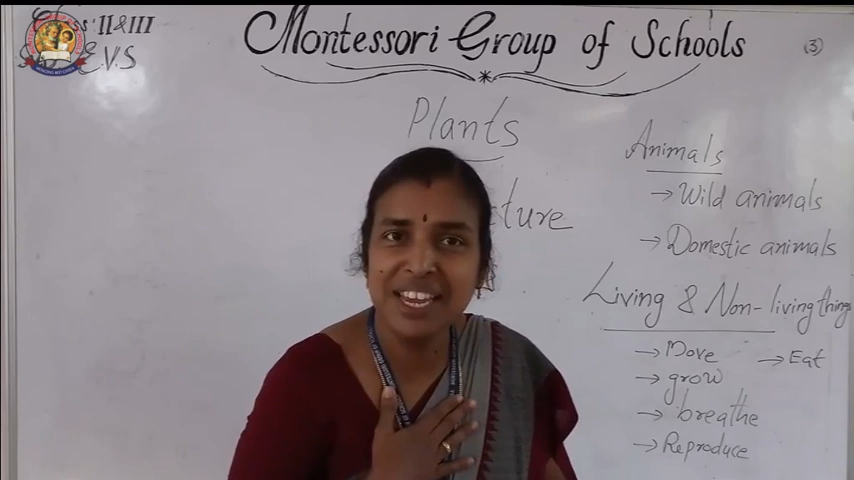 Class II & III
E.V.S
Montessori Group of Schools
(3)
Plants
cture
Animals
→ Wild animals
→ Domestic animals
Living & Non-living things
→ Move → Eat
→ grow
→ breathe
→ Reproduce